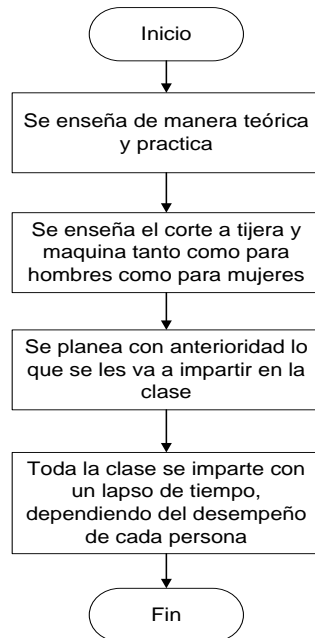 Inicio
Se enseña de manera teórica
y practica
Se enseña el corte a tijera y
maquina tanto como para
hombres como para mujeres
Se planea con anterioridad lo
que se les va a impartir en la
clase
Toda la clase se imparte con
un lapso de tiempo,
dependiendo del desempeño
de cada persona
Fin